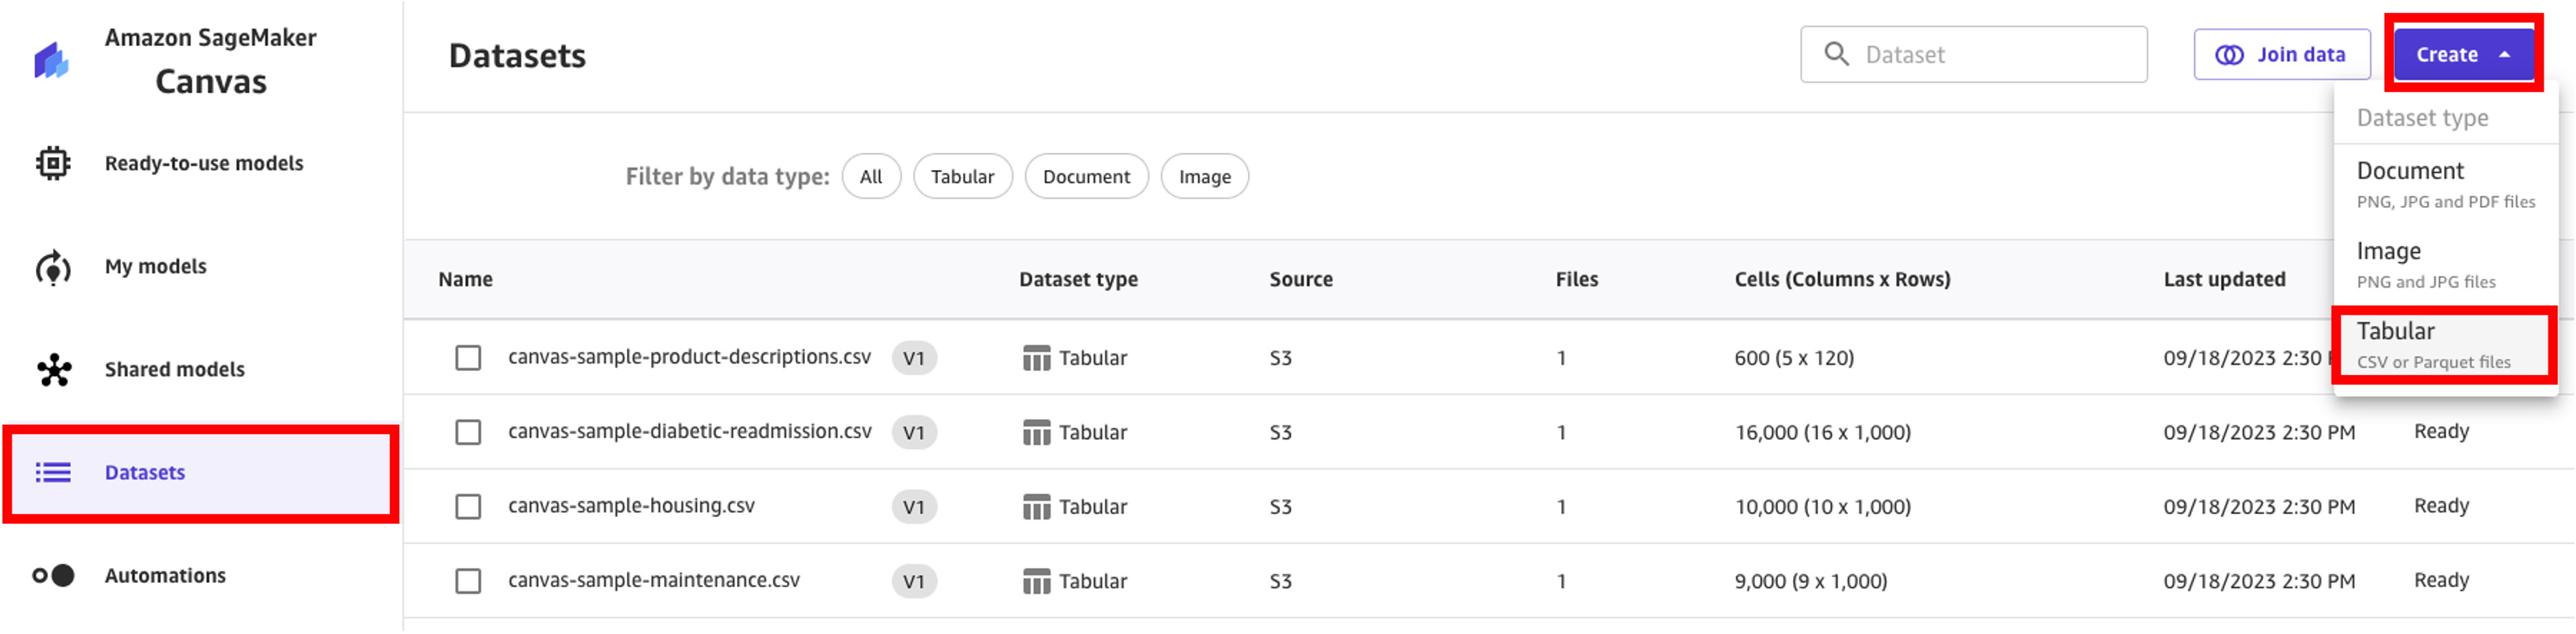 Amazon SageMaker
Canvas
Ready-to-use models
My models
Shared models
Datasets
Automations
Datasets
Dataset
Join data
Create
Dataset type
Document
PNG, JPG and PDF files
Image
PNG and JPG files
Tabular
CSV or Parquet files
Filter by data type: All Tabular Document Image
Name Dataset type Source Files Cells (Columns x Rows) Last updated
canvas-sample-product-descriptions.csv V1 Tabular S3 1 600 (5 x 120) 09/18/2023 2:30
canvas-sample-diabetic-readmission.csv V1 Tabular S3 1 16,000 (16 x 1,000) 09/18/2023 2:30 PM Ready
canvas-sample-housing.csv V1 Tabular S3 1 10,000 (10 x 1,000) 09/18/2023 2:30 PM Ready
canvas-sample-maintenance.csv V1 Tabular S3 1 9,000 (9 x 1,000) 09/18/2023 2:30 PM Ready